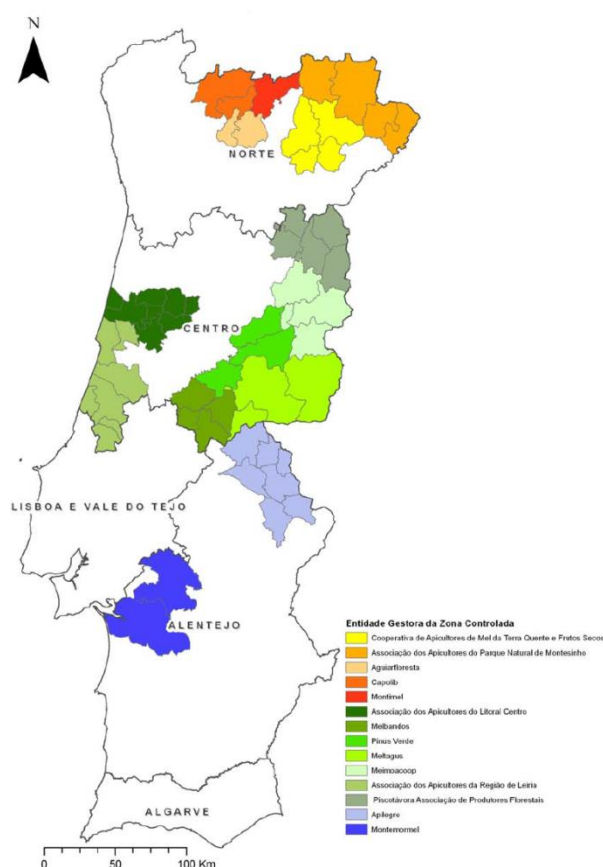 N
NORTE
CENTRO
LISBOA E VALE DO TEJO
ALENTEJO
ALGARVE
Entidade Gestora da Zona Controlada
Cooperativa de Apicultores de Mel da Terra Quente e Frutos Secos
Associação dos Apicultores do Parque Natural de Montesinho
Aguiarfloresta
Capolib
Montimel
Associação dos Apicultores do Litoral Centro
Melbandos
Pinus Verde
Meltagus
Meimoacoop
Associação dos Apicultores da Região de Leiria
Piscotávora Associação de Produtores Florestais
Apilegre
Montemormel
0 50 100 Km